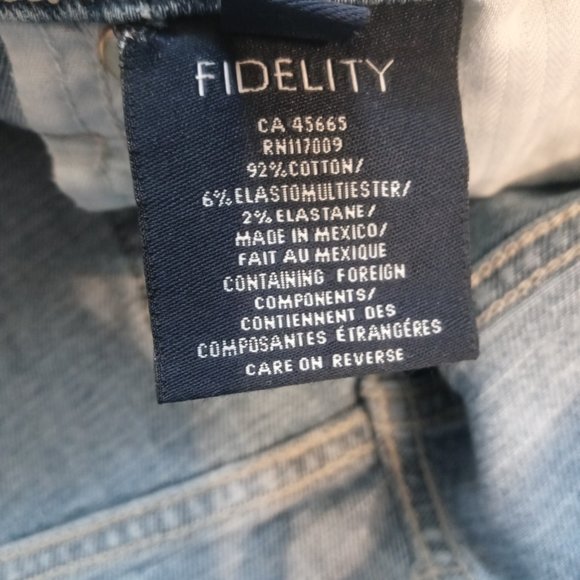 FIDELITY
CA 45665
RN117009
92% COTTON/
6% ELASTOMULTIESTER/
2% ELASTANE/
MADE IN MEXICO/
FAIT AU MEXIQUE
CONTAINING FOREIGN
COMPONENTS/
CONTIENNENT DES
COMPOSANTES ÉTRANGÉRES
CARE ON REVERSE